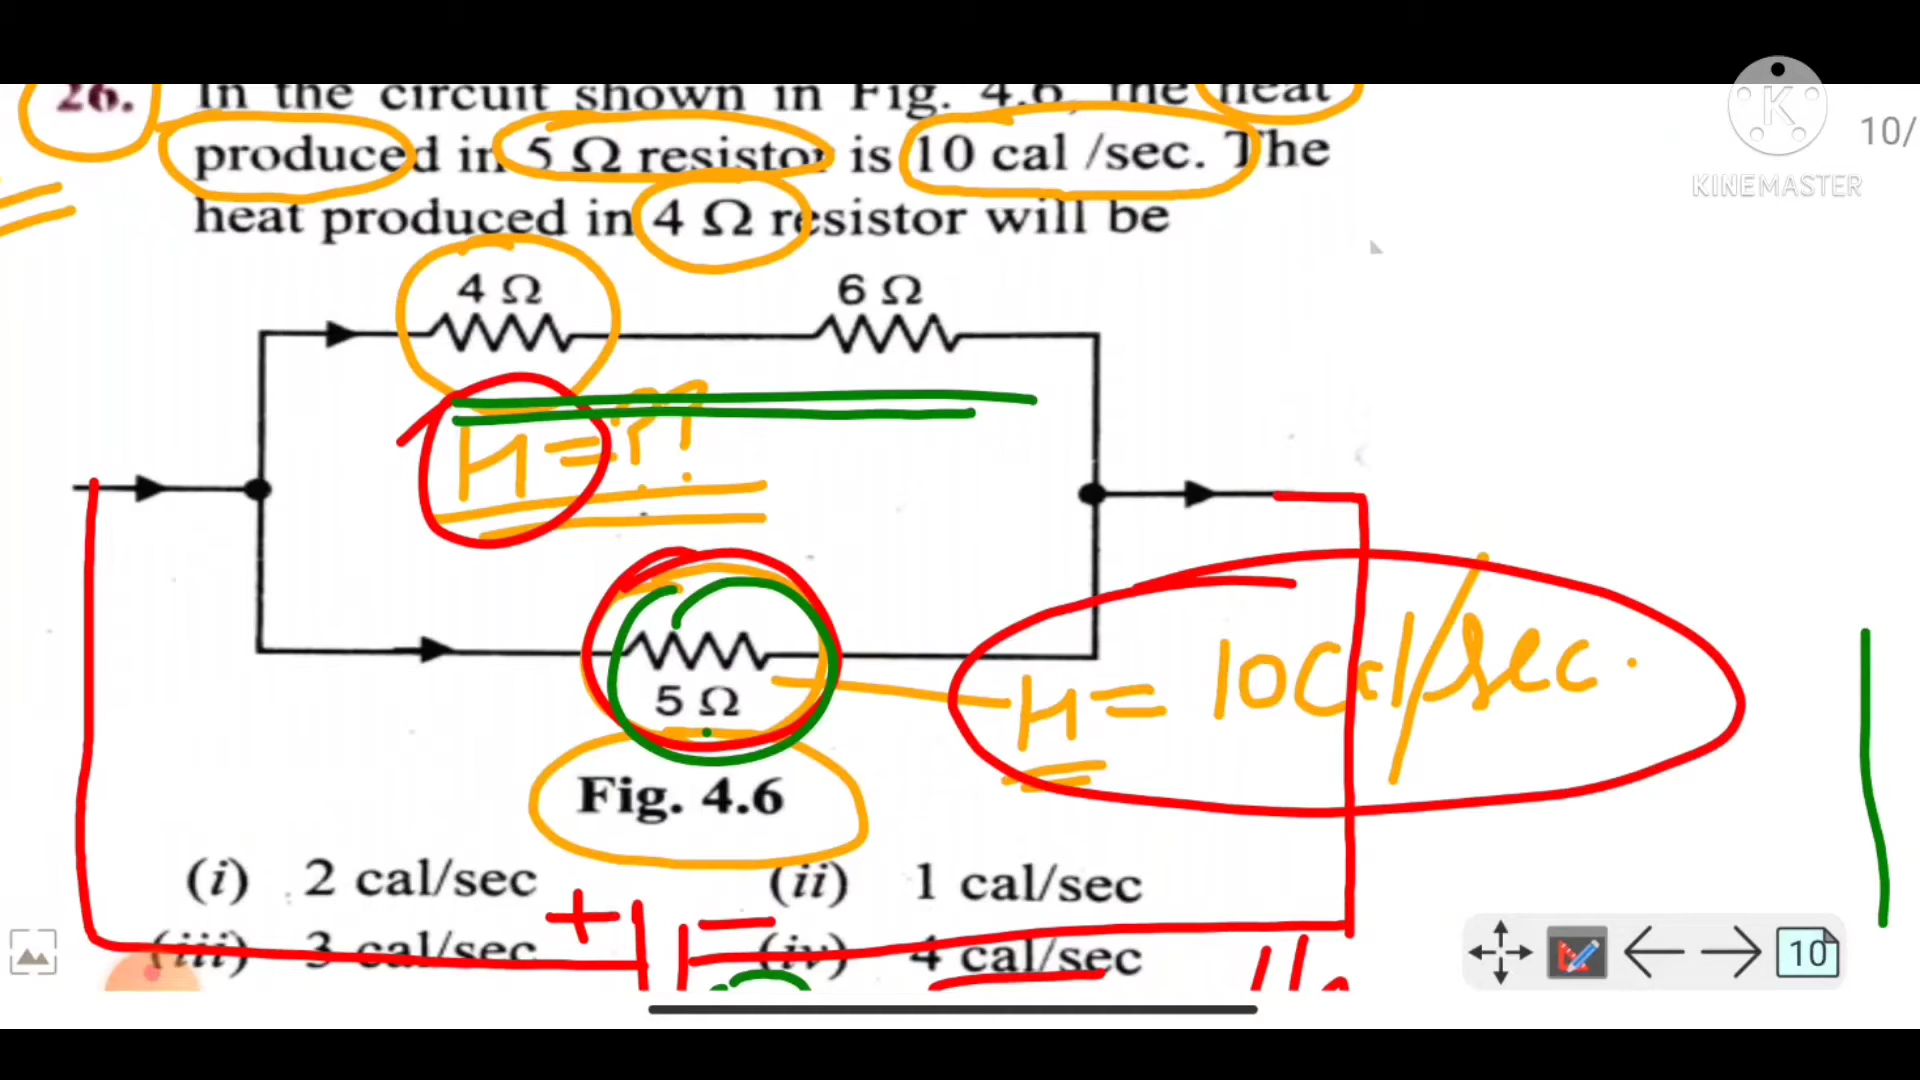 26. In the circuit shown in Fig. 4.6, the heat
produced in 5 Ω resistor is 10 cal /sec. The
heat produced in 4 Ω resistor will be
KINEMASTER
10/
4 Ω 6 Ω
H=??
5 Ω
H= 10Cal/sec.
Fig. 4.6
(i) 2 cal/sec (ii) 1 cal/sec
(iii) 3 cal/sec (iv) 4 cal/sec
+ -
10